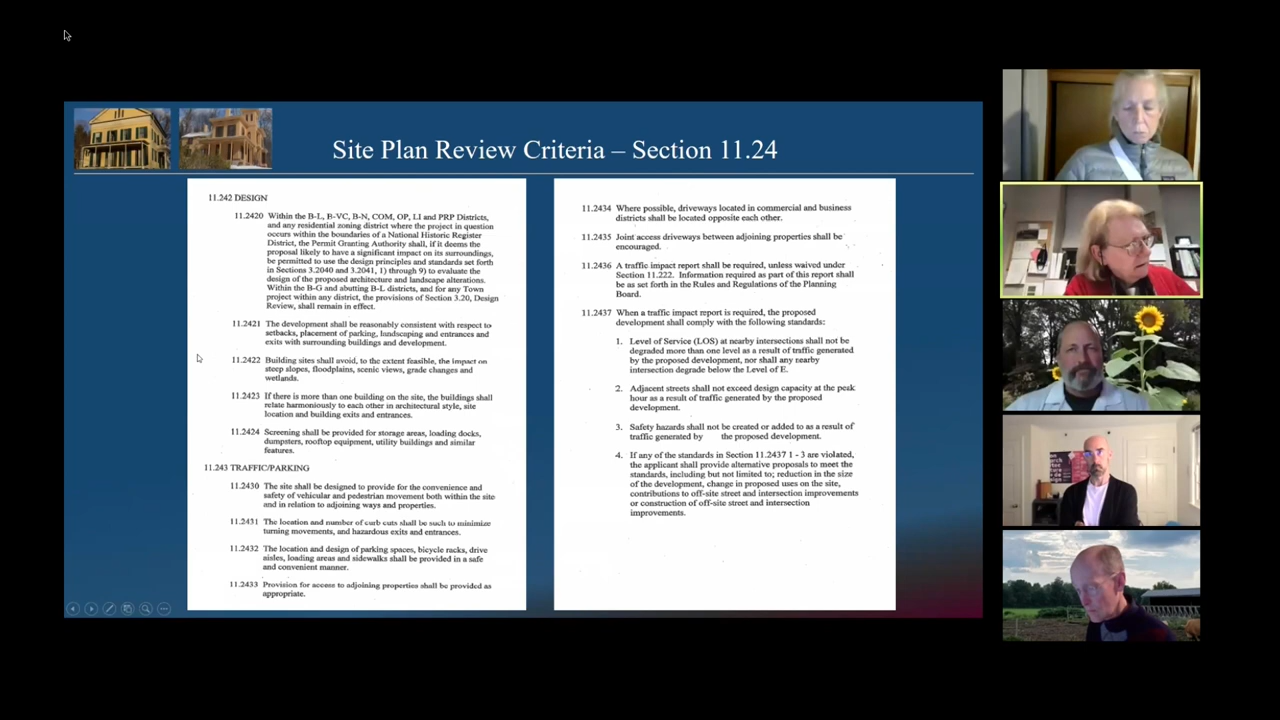 Site Plan Review Criteria – Section 11.24
11.242 DESIGN
11.2420 Within the B-L, B-VC, B-N, COM, OP, LI and PRP Districts,
and any residential zoning district where the project in question
occurs within the boundaries of a National Historic Register
District, the Permit Granting Authority shall, if it deems the
proposal likely to have a significant impact on its surroundings,
be permitted to use the design principles and standards set forth
in Sections 3.2040 and 3.2041, 1) through 9) to evaluate the
design of the proposed architecture and landscape alterations.
Within the B-G and abutting B-L districts, and for any Town
project within any district, the provisions of Section 3.20, Design
Review, shall remain in effect.
11.2421 The development shall be reasonably consistent with respect to
setbacks, placement of parking, landscaping and entrances and
exits with surrounding buildings and development.
11.2422 Building sites shall avoid, to the extent feasible, the impact on
steep slopes, floodplains, scenic views, grade changes and
wetlands.
11.2423 If there is more than one building on the site, the buildings shall
relate harmoniously to each other in architectural style, site
location and building exits and entrances.
11.2424 Screening shall be provided for storage areas, loading docks,
dumpsters, rooftop equipment, utility buildings and similar
features.
11.243 TRAFFIC/PARKING
11.2430 The site shall be designed to provide for the convenience and
safety of vehicular and pedestrian movement both within the site
and in relation to adjoining ways and properties.
11.2431 The location and number of curb cuts shall be such to minimize
turning movements, and hazardous exits and entrances.
11.2432 The location and design of parking spaces, bicycle racks, drive
aisles, loading areas and sidewalks shall be provided in a safe
and convenient manner.
11.2433 Provision for access to adjoining properties shall be provided as
appropriate.
11.2434 Where possible, driveways located in commercial and business
districts shall be located opposite each other.
11.2435 Joint access driveways between adjoining properties shall be
encouraged.
11.2436 A traffic impact report shall be required, unless waived under
Section 11.222. Information required as part of this report shall
be as set forth in the Rules and Regulations of the Planning
Board.
11.2437 When a traffic impact report is required, the proposed
development shall comply with the following standards:
1. Level of Service (LOS) at nearby intersections shall not be
degraded more than one level as a result of traffic generated
by the proposed development, nor shall any nearby
intersection degrade below the Level of E.
2. Adjacent streets shall not exceed design capacity at the peak
hour as a result of traffic generated by the proposed
development.
3. Safety hazards shall not be created or added to as a result of
traffic generated by the proposed development.
4. If any of the standards in Section 11.2437 1 - 3 are violated,
the applicant shall provide alternative proposals to meet the
standards, including but not limited to; reduction in the size
of the development, change in proposed uses on the site,
contributions to off-site street and intersection improvements
or construction of off-site street and intersection
improvements.